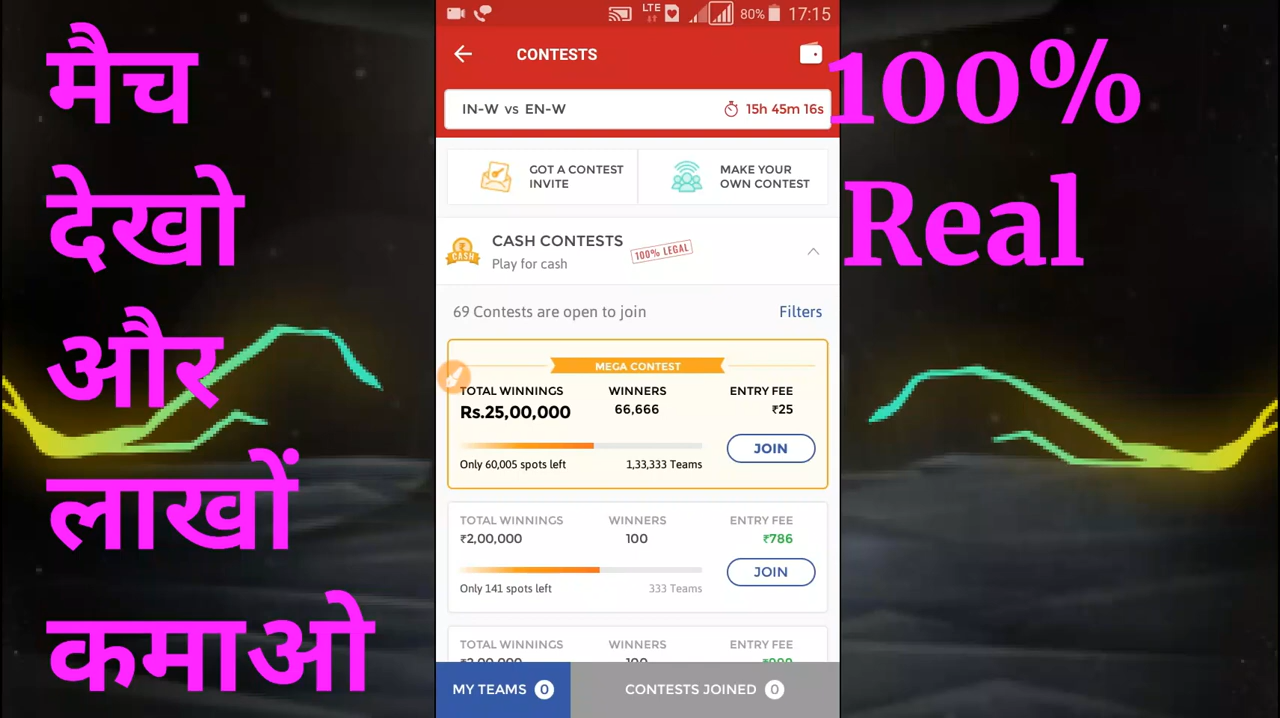 मैच
देखो
और
लाखों
कमाओ
LTE 80% 17:15
CONTESTS
IN-W vs EN-W 15h 45m 16s
GOT A CONTEST
INVITE
MAKE YOUR
OWN CONTEST
CASH
CASH CONTESTS
100% LEGAL
Play for cash
69 Contests are open to join Filters
MEGA CONTEST
TOTAL WINNINGS WINNERS ENTRY FEE
Rs.25,00,000 66,666 ₹25
JOIN
Only 60,005 spots left 1,33,333 Teams
TOTAL WINNINGS WINNERS ENTRY FEE
₹2,00,000 100 ₹786
JOIN
Only 141 spots left 333 Teams
TOTAL WINNINGS WINNERS ENTRY FEE
MY TEAMS 0 CONTESTS JOINED 0
100%
Real